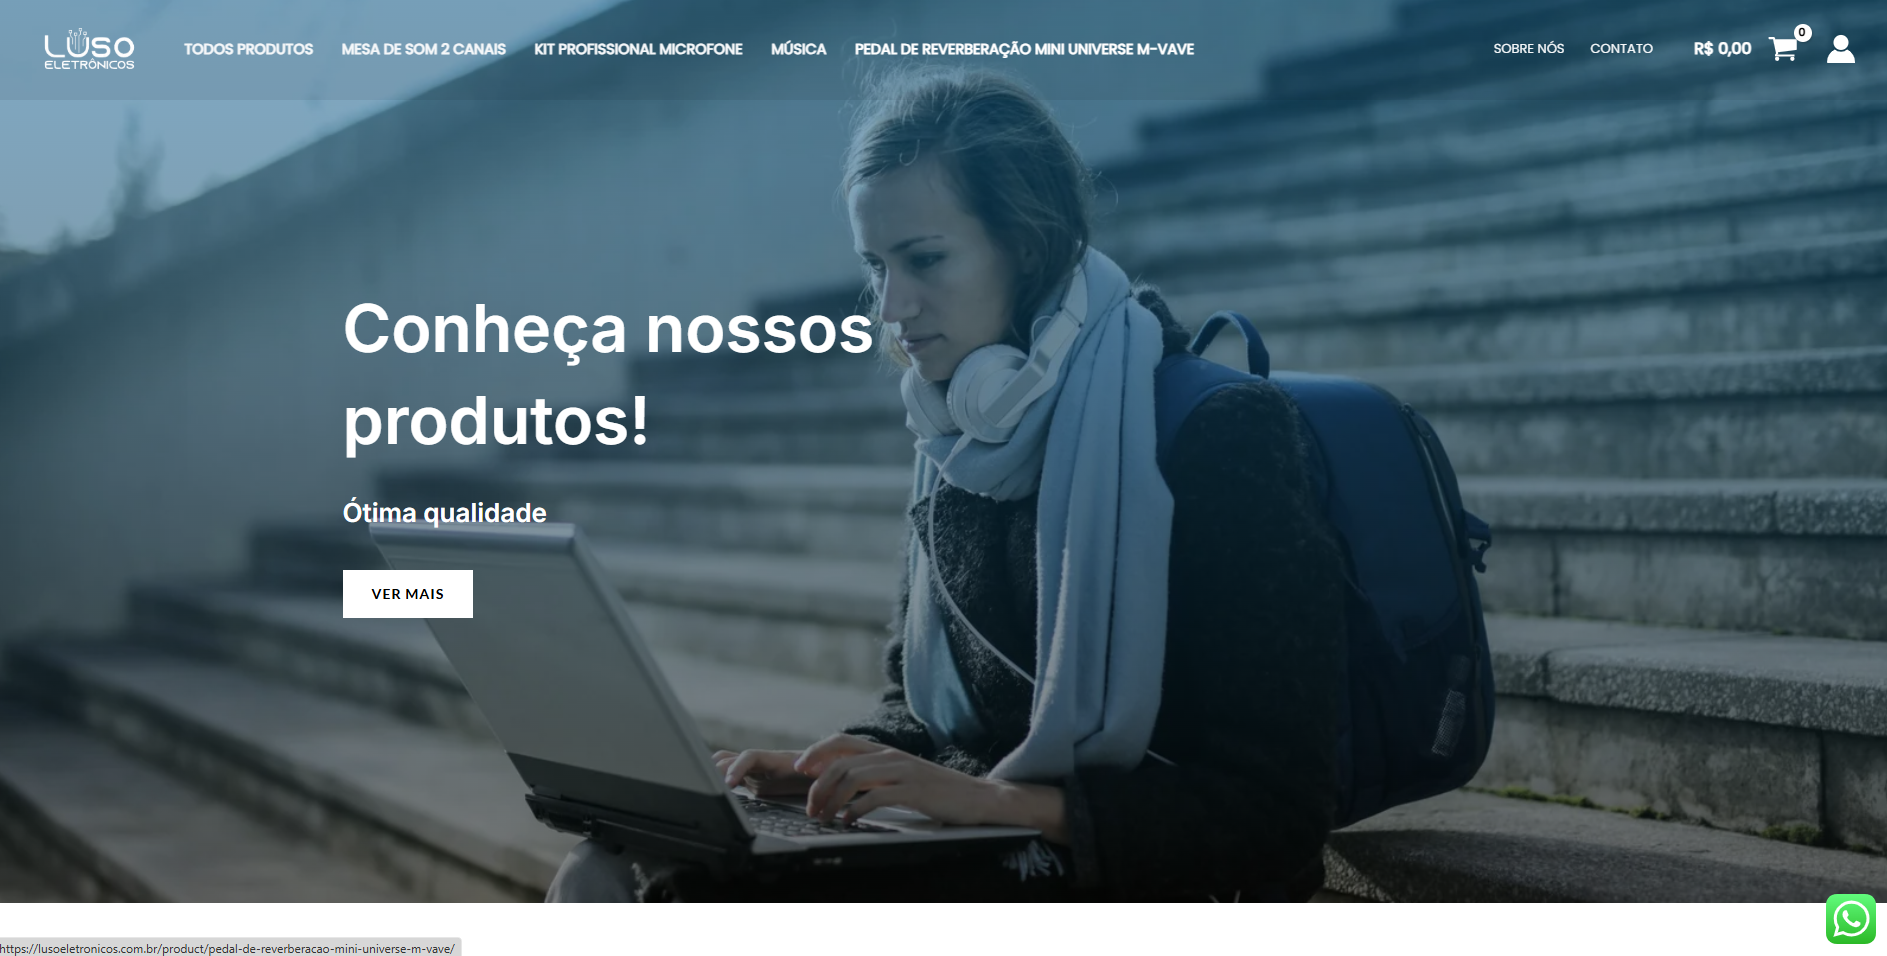 LUSO
ELETRÔNICOS
TODOS PRODUTOS MESA DE SOM 2 CANAIS KIT PROFISSIONAL MICROFONE MÚSICA PEDAL DE REVERBERAÇÃO MINI UNIVERSE M-VAVE SOBRE NÓS CONTATO R$ 0,00 0
Conheça nossos
produtos!
Ótima qualidade
VER MAIS
https://lusoeletronicos.com.br/product/pedal-de-reverberacao-mini-universe-m-vave/